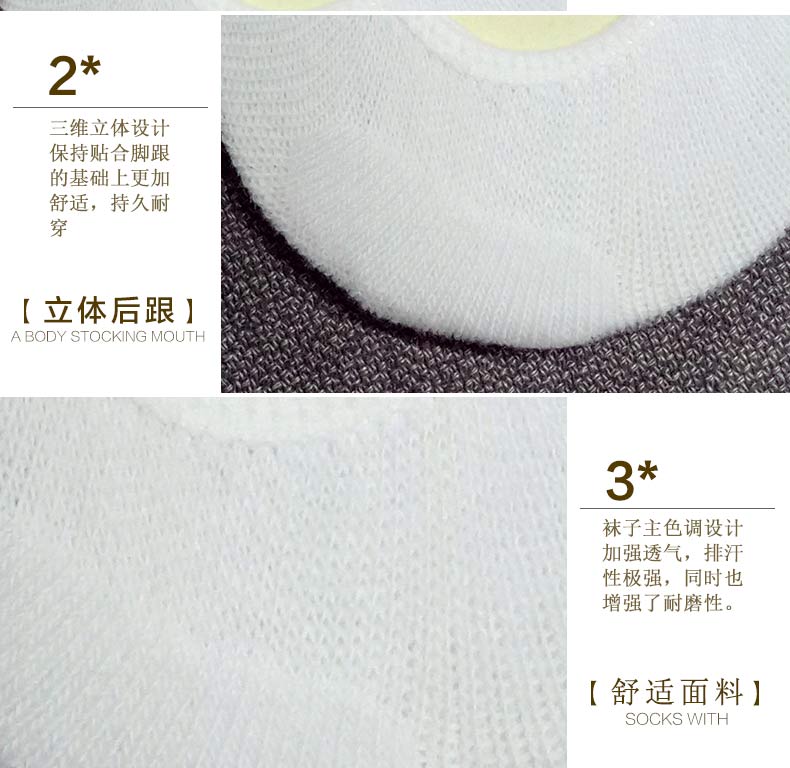 2*
三维立体设计
保持贴合脚跟
的基础上更加
舒适，持久耐
穿
【立体后跟】
A BODY STOCKING MOUTH
3*
袜子主色调设计
加强透气，排汗
性极强，同时也
增强了耐磨性。
【舒适面料】
SOCKS WITH